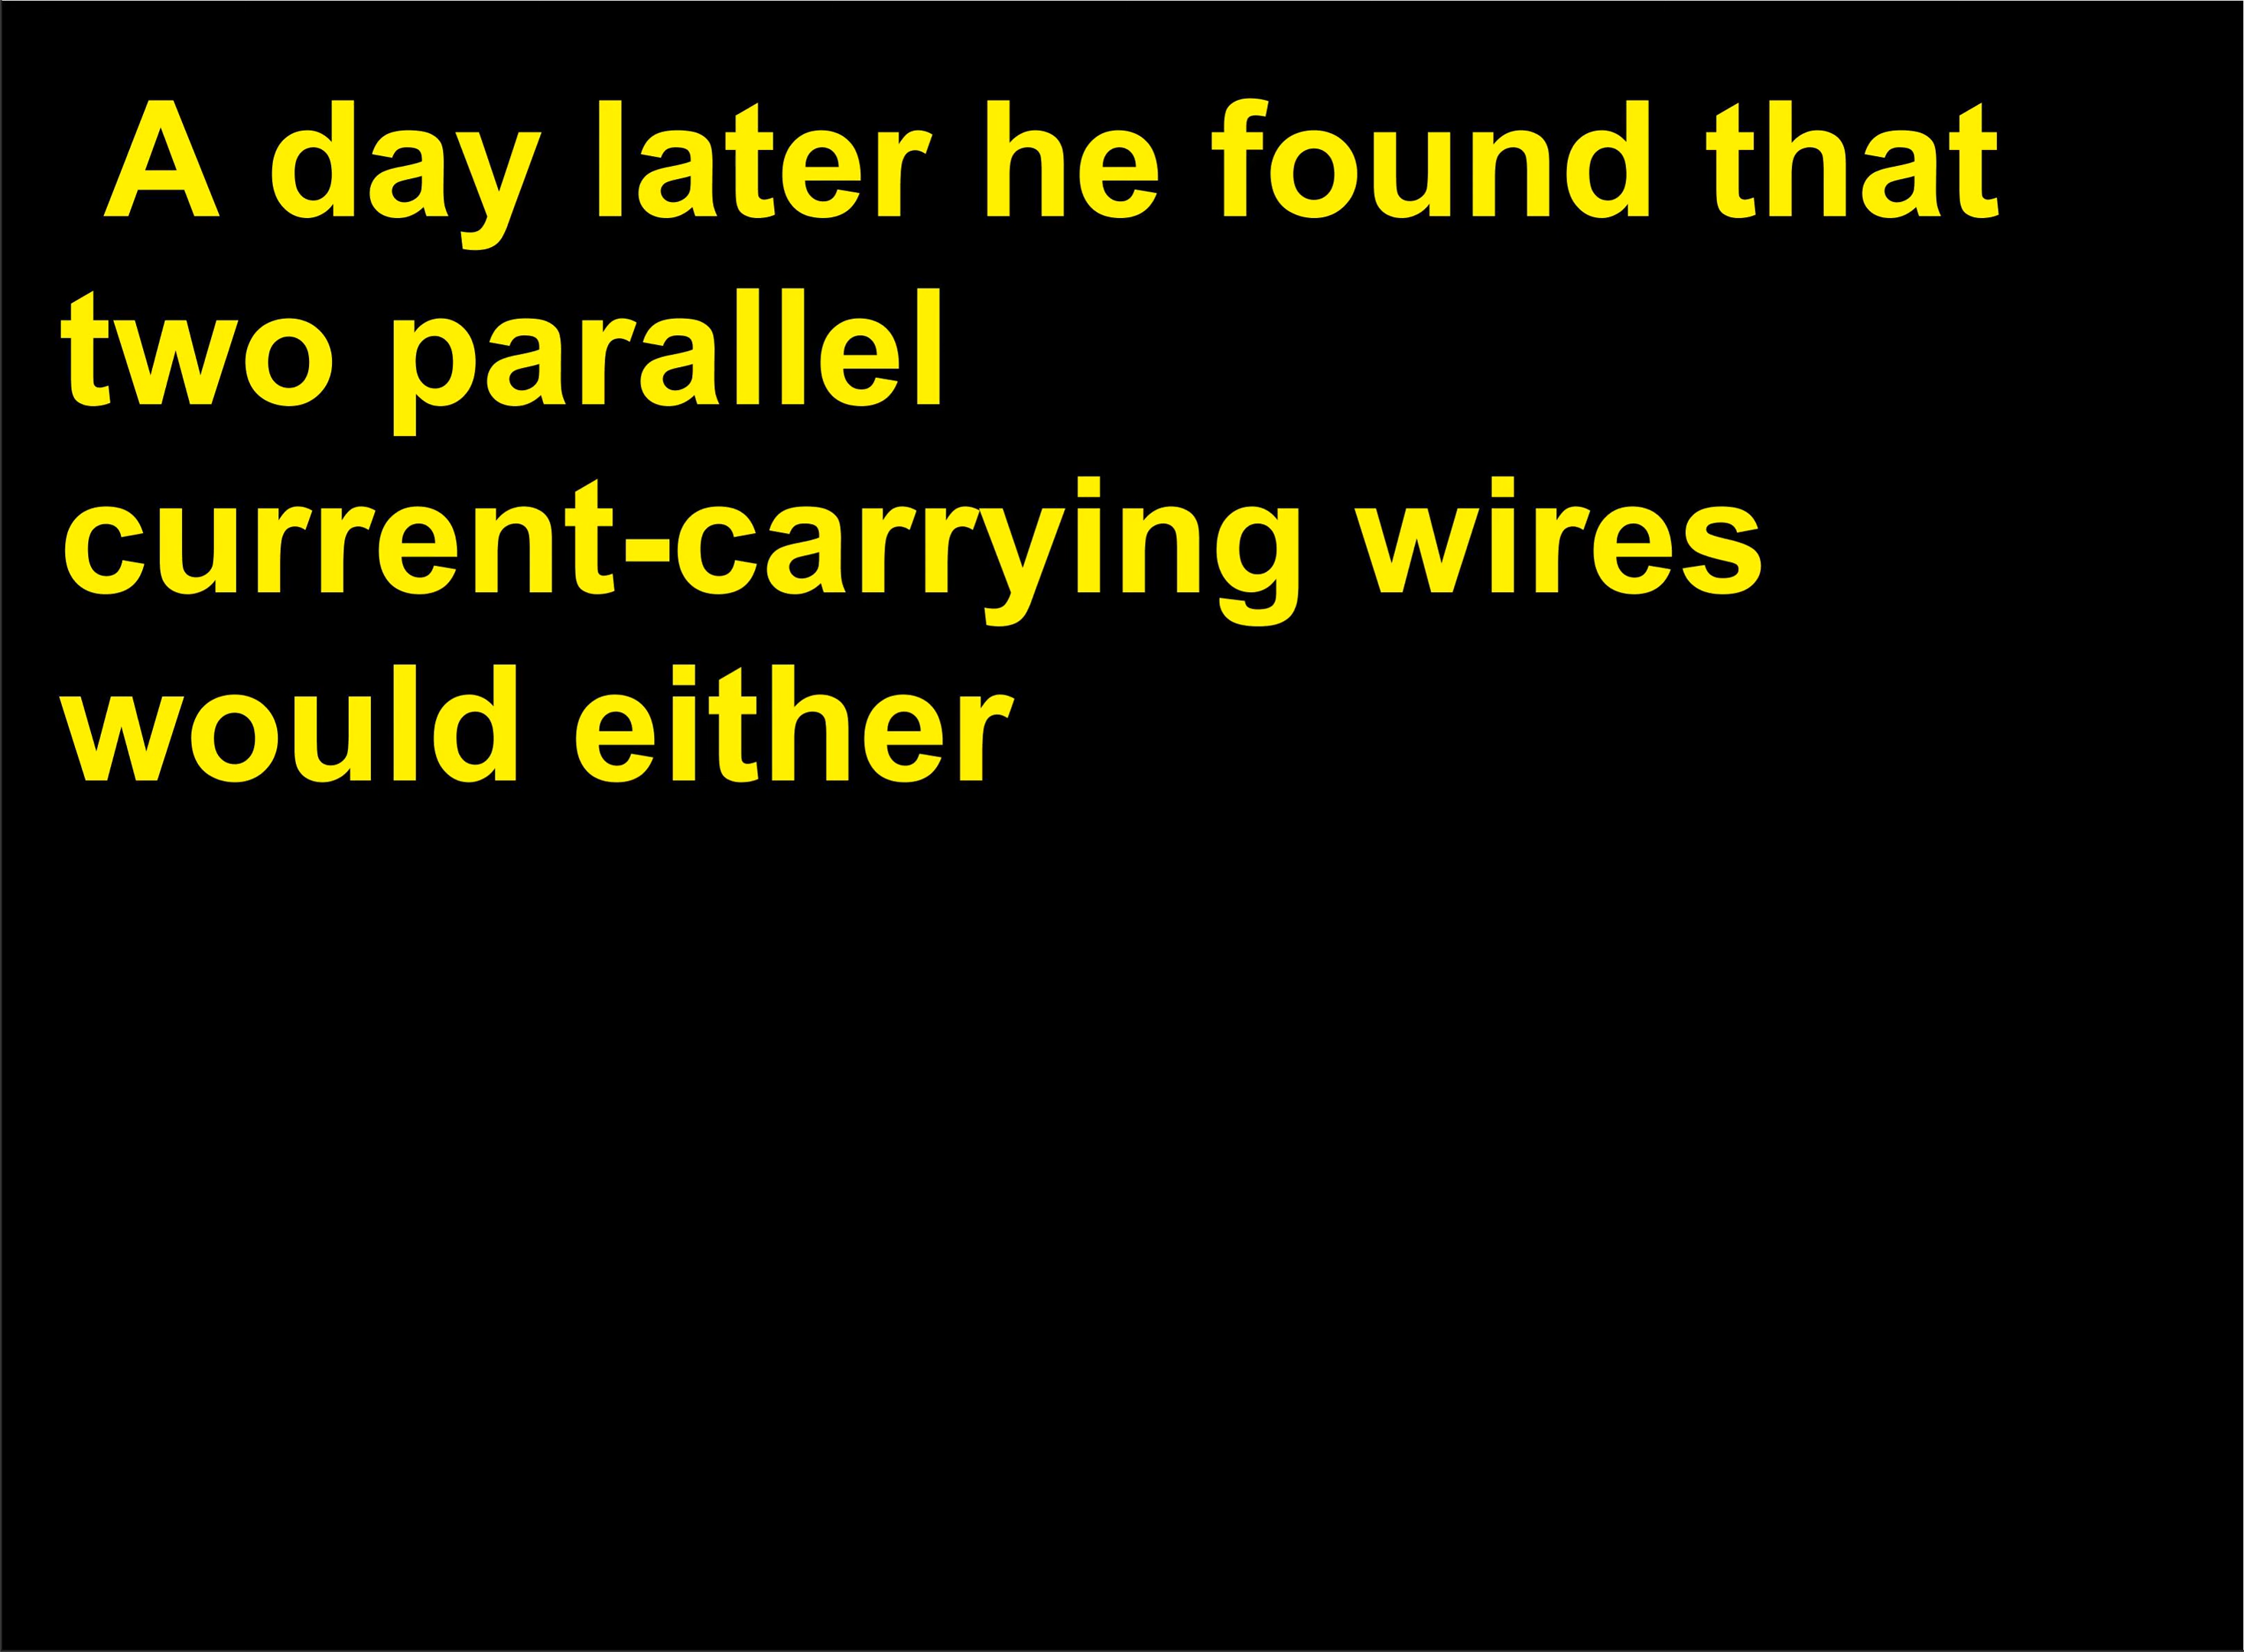 A day later he found that
two parallel
current-carrying wires
would either